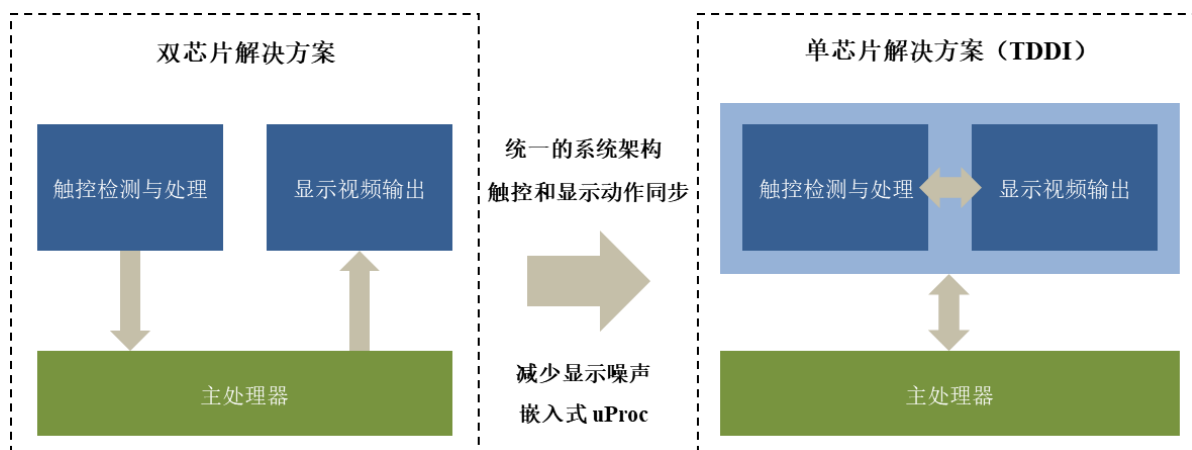 双芯片解决方案
触控检测与处理
显示视频输出
主处理器
统一的系统架构
触控和显示动作同步
减少显示噪声
嵌入式 uProc
单芯片解决方案（TDDI）
触控检测与处理
显示视频输出
主处理器